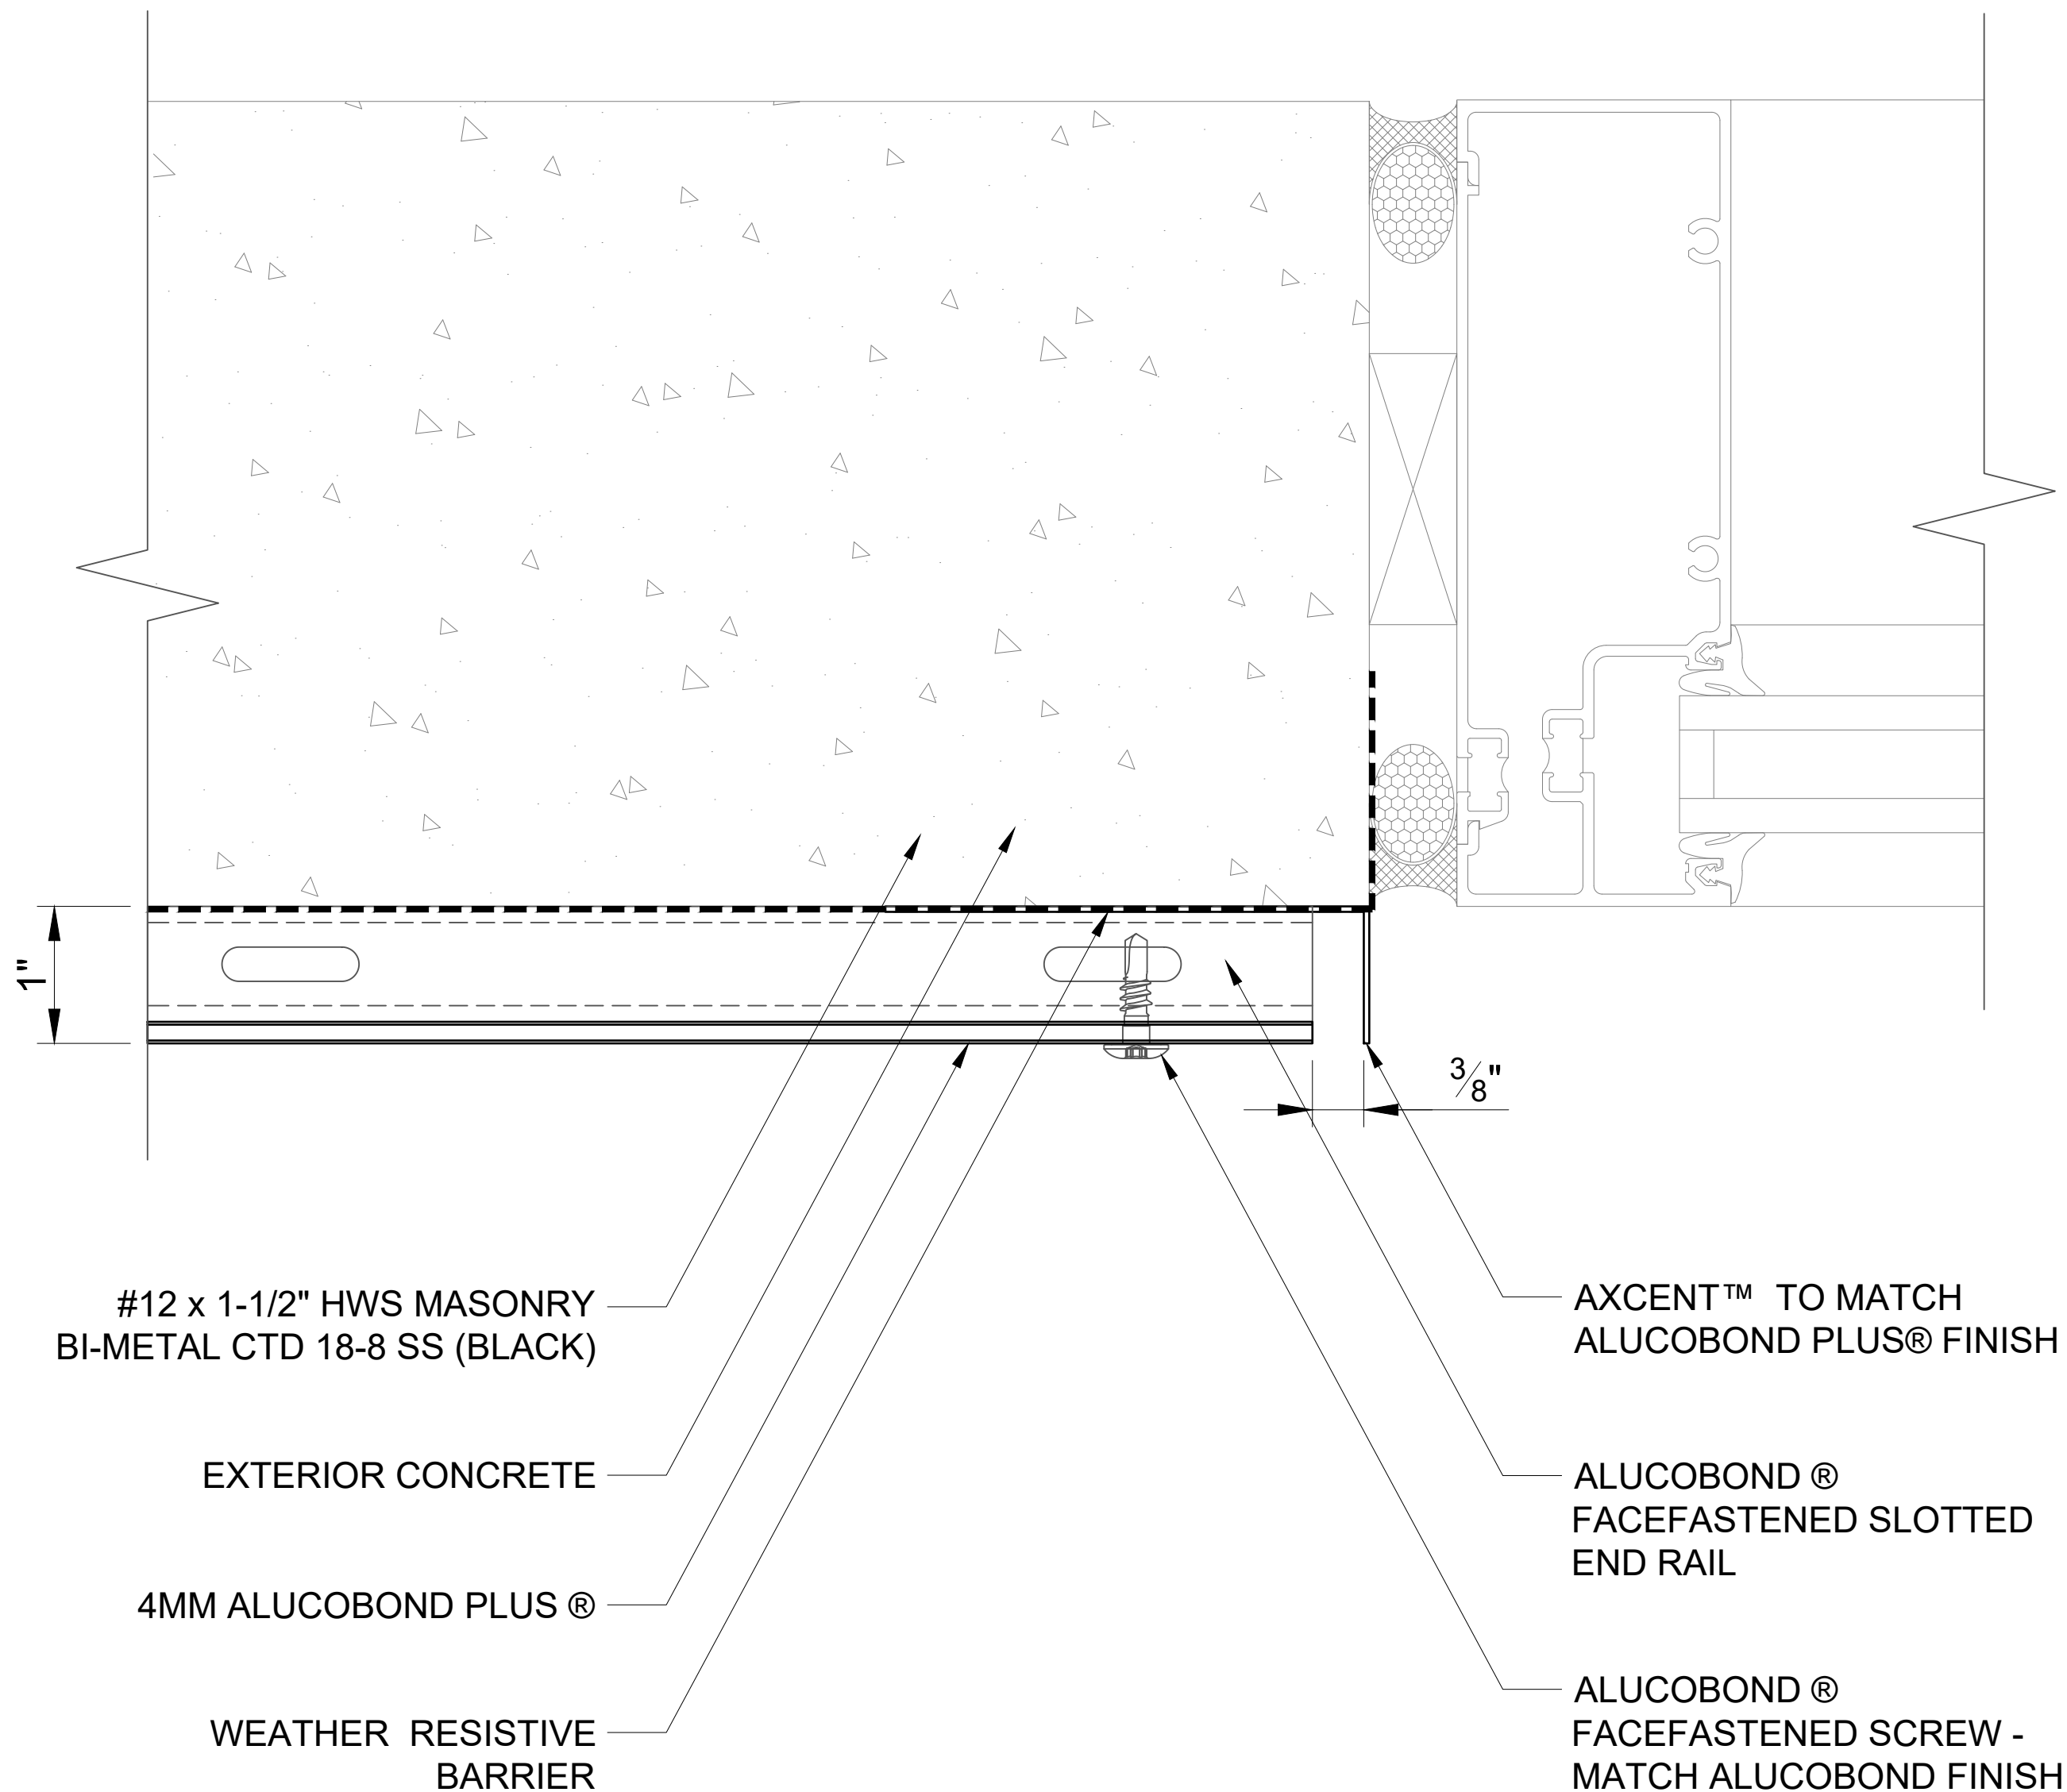 1"
3/8"
#12 x 1-1/2" HWS MASONRY
BI-METAL CTD 18-8 SS (BLACK)
EXTERIOR CONCRETE
4MM ALUCOBOND PLUS ®
WEATHER RESISTIVE
BARRIER
AXCENT™ TO MATCH
ALUCOBOND PLUS® FINISH
ALUCOBOND ®
FACEFASTENED SLOTTED
END RAIL
ALUCOBOND ®
FACEFASTENED SCREW -
MATCH ALUCOBOND FINISH